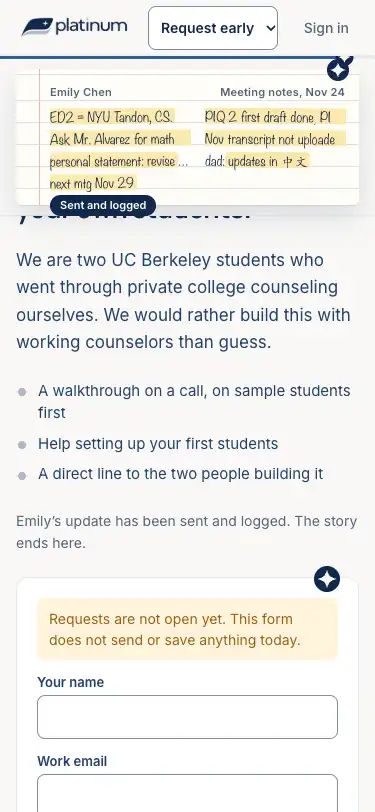 platinum
Request early
Sign in
Emily Chen
Meeting notes, Nov 24
ED2 = NYU Tandon, CS.
Ask Mr. Alvarez for math
personal statement: revise ...
next mtg Nov 29
PIQ 2 first draft done, PI
Nov transcript not uploade
dad: updates in 中文
Sent and logged
students.
We are two UC Berkeley students who
went through private college counseling
ourselves. We would rather build this with
working counselors than guess.
A walkthrough on a call, on sample students
first
Help setting up your first students
A direct line to the two people building it
Emily’s update has been sent and logged. The story
ends here.
Requests are not open yet. This form
does not send or save anything today.
Your name
Work email